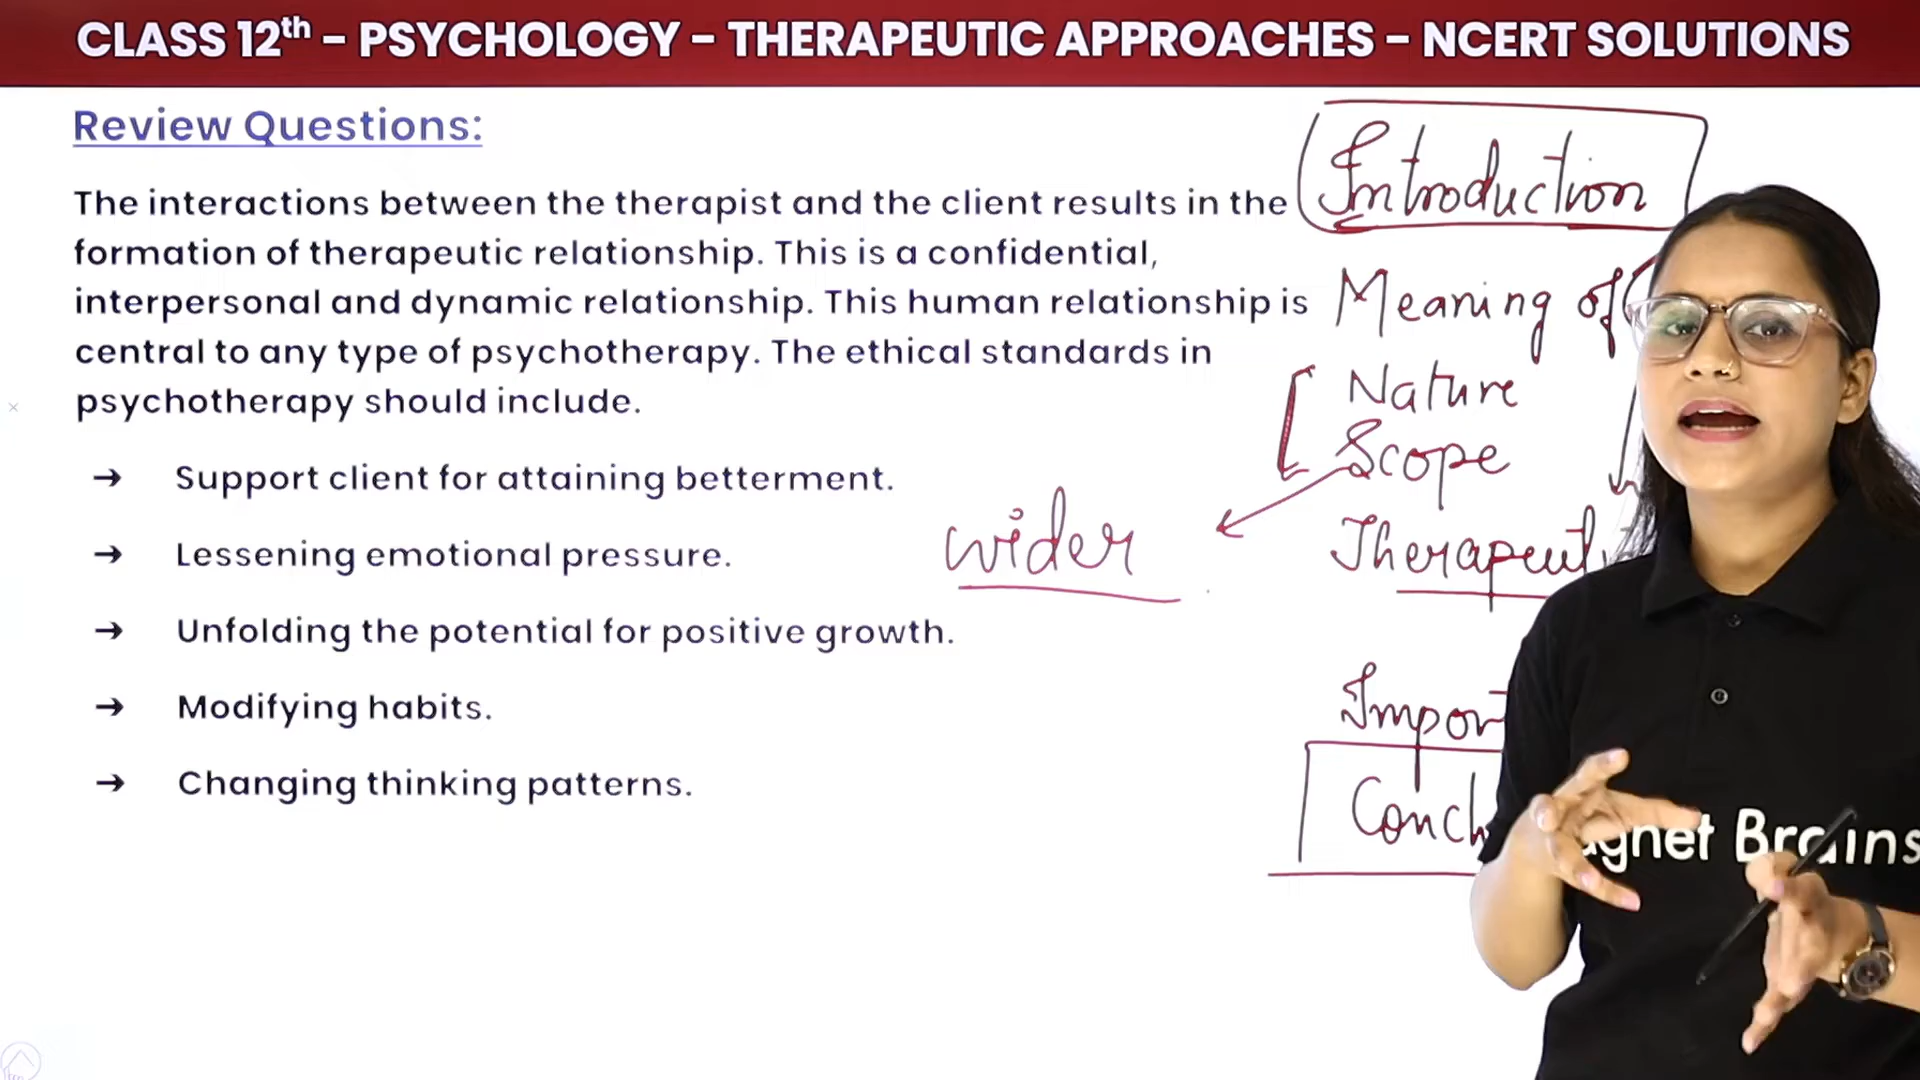 CLASS 12th – PSYCHOLOGY – THERAPEUTIC APPROACHES – NCERT SOLUTIONS
Review Questions:
The interactions between the therapist and the client results in the
formation of therapeutic relationship. This is a confidential,
interpersonal and dynamic relationship. This human relationship is
central to any type of psychotherapy. The ethical standards in
psychotherapy should include.
➔ Support client for attaining betterment.
➔ Lessening emotional pressure.
➔ Unfolding the potential for positive growth.
➔ Modifying habits.
➔ Changing thinking patterns.
Introduction
Meaning of
Nature
Scope
wider
Therapeuti
Impor
Concl
gnet Brains